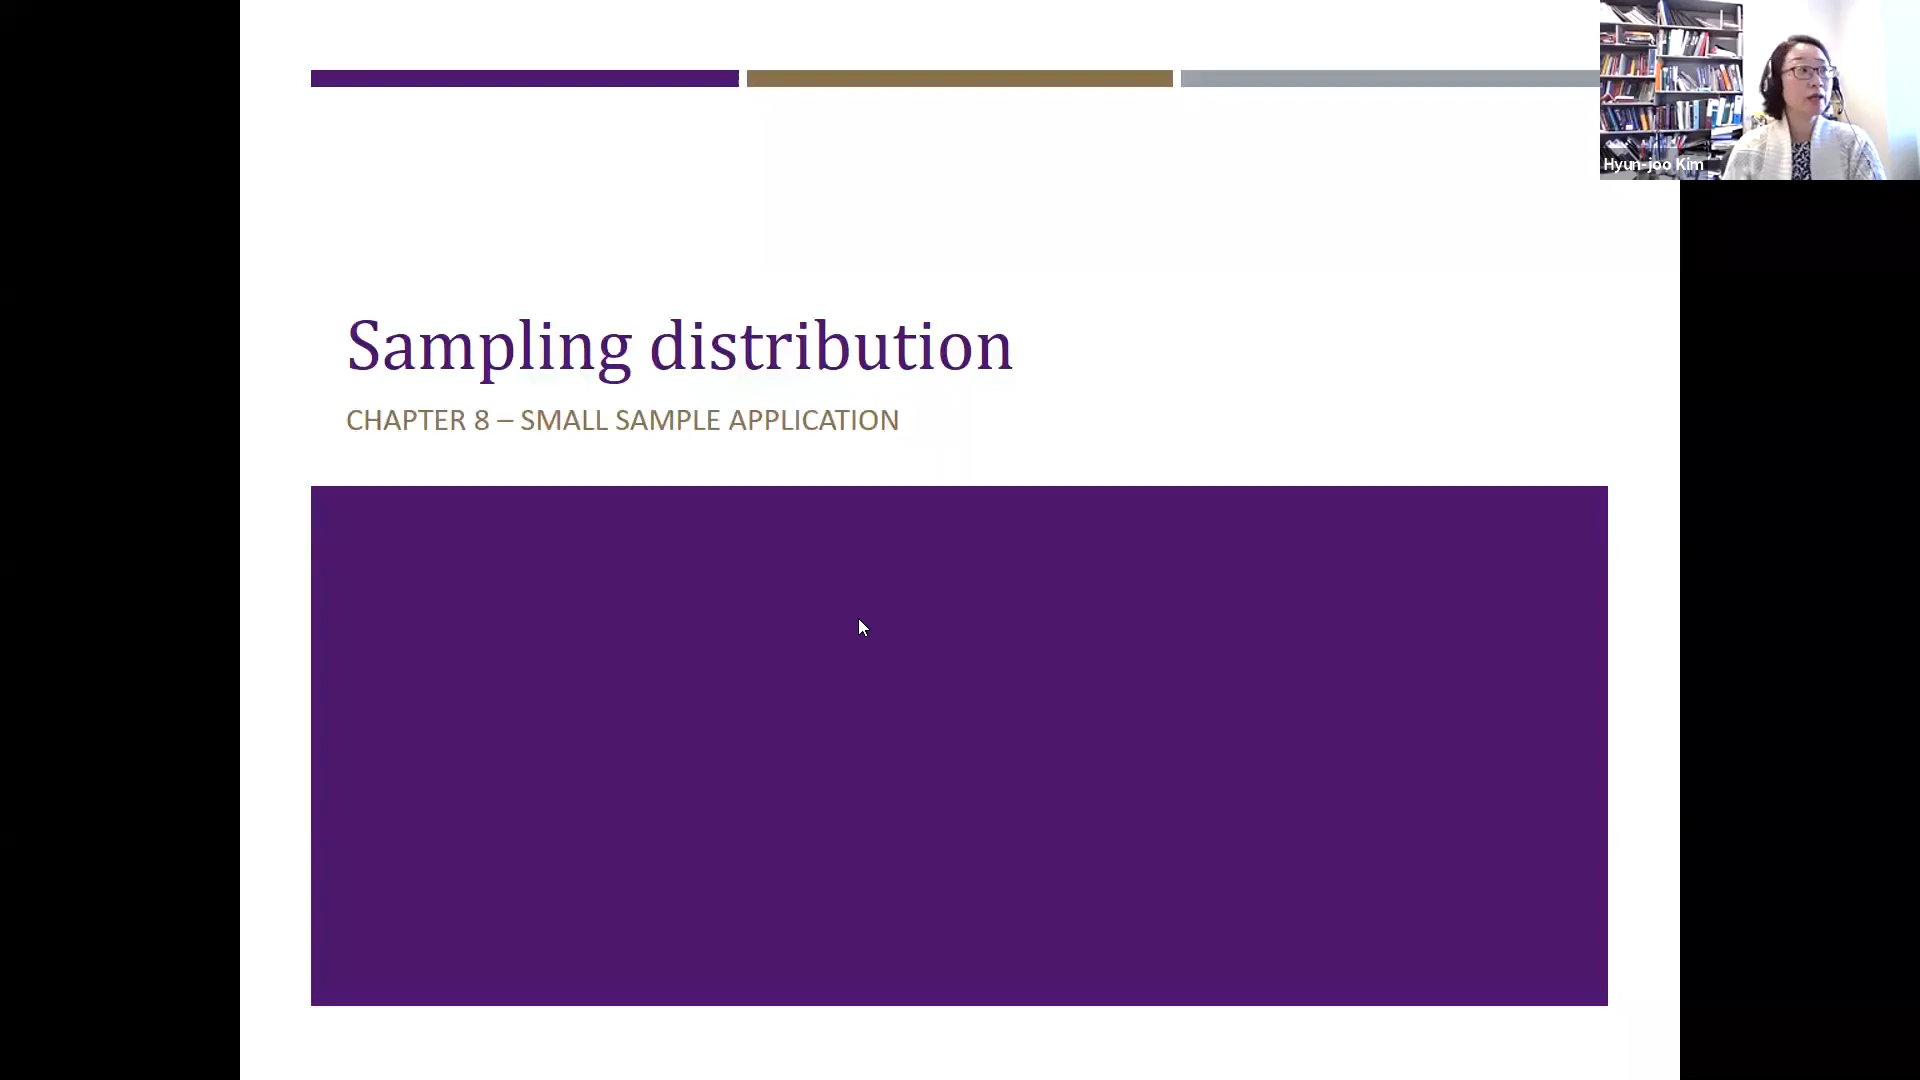 Hyun-joo Kim
Sampling distribution
CHAPTER 8 – SMALL SAMPLE APPLICATION